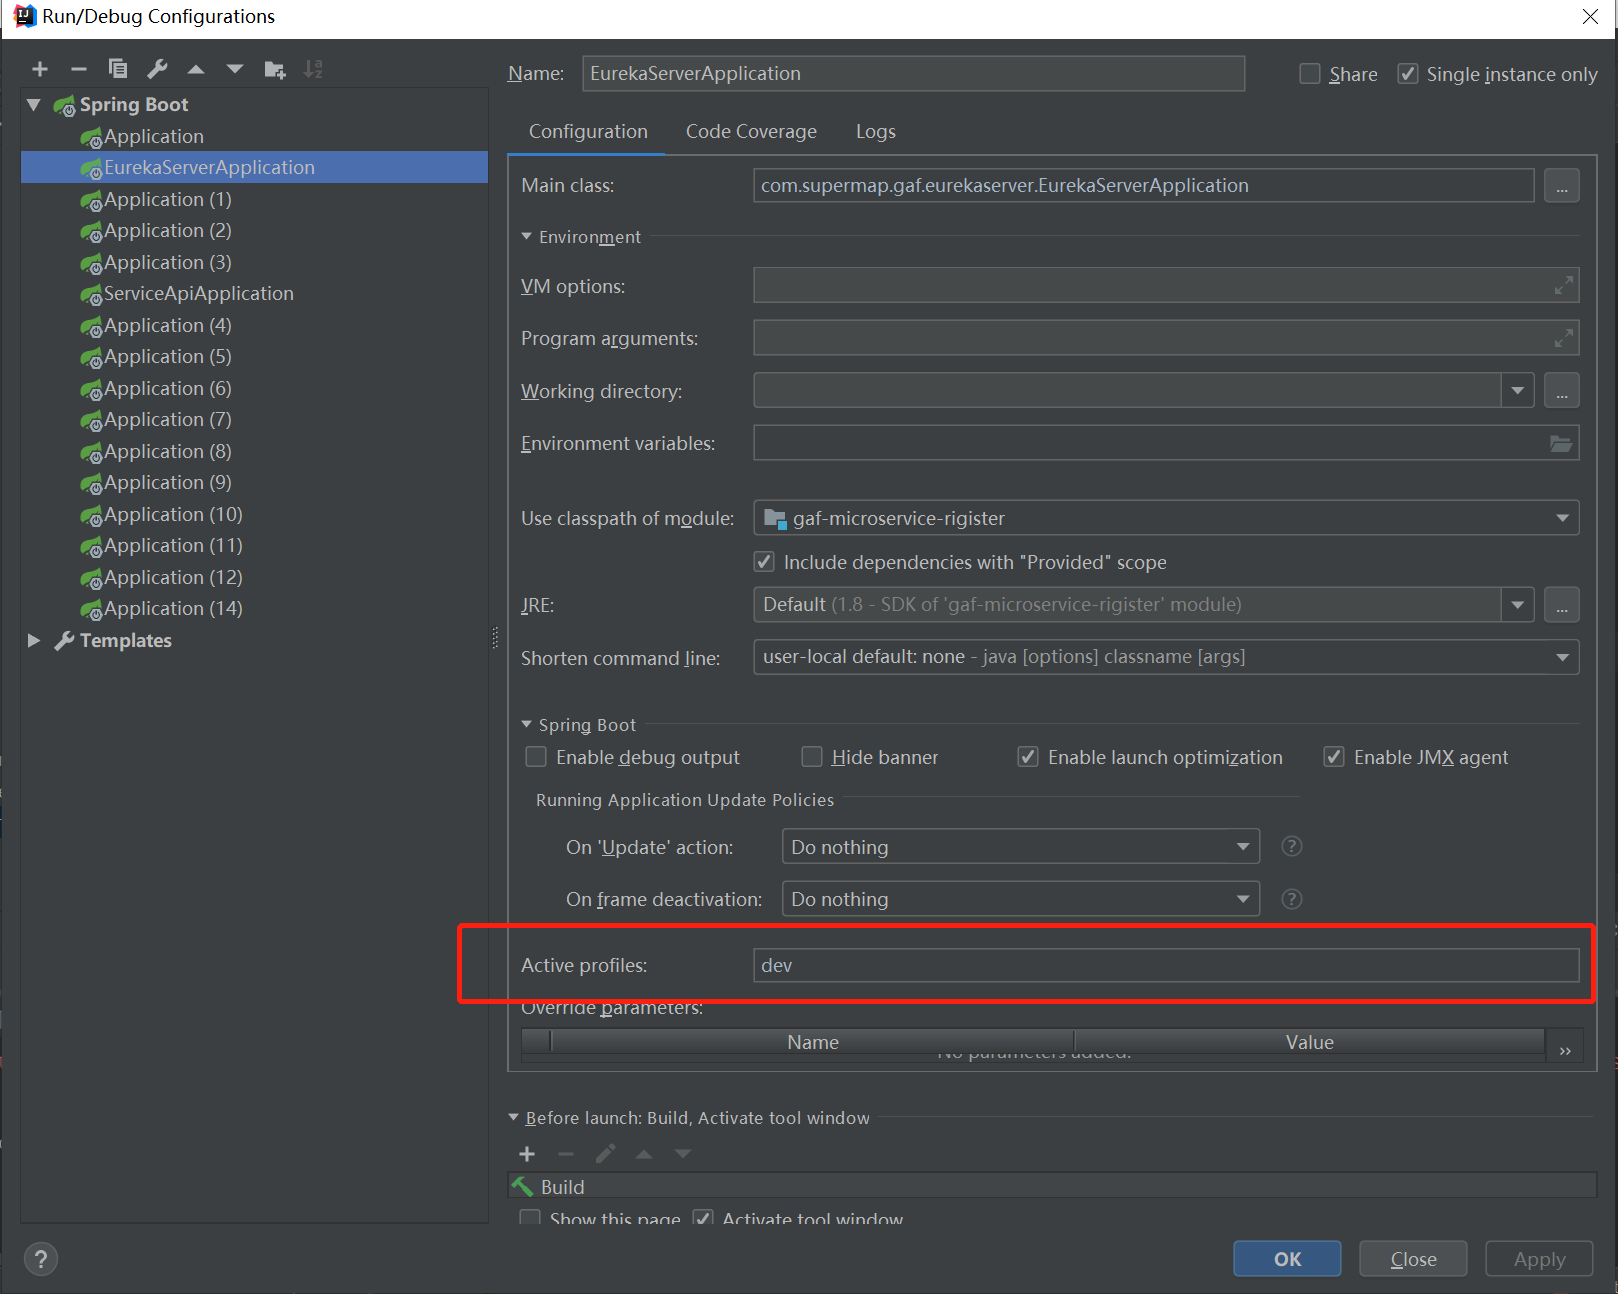 Run/Debug Configurations
Name: EurekaServerApplication Share Single instance only
Spring Boot
Application
EurekaServerApplication
Application (1)
Application (2)
Application (3)
ServiceApiApplication
Application (4)
Application (5)
Application (6)
Application (7)
Application (8)
Application (9)
Application (10)
Application (11)
Application (12)
Application (14)
Templates
Configuration Code Coverage Logs
Main class: com.supermap.gaf.eurekaserver.EurekaServerApplication ...
Environment
VM options:
Program arguments:
Working directory: ...
Environment variables:
Use classpath of module: gaf-microservice-rigister
Include dependencies with "Provided" scope
JRE: Default (1.8 - SDK of 'gaf-microservice-rigister' module) ...
Shorten command line: user-local default: none - java [options] classname [args]
Spring Boot
Enable debug output Hide banner Enable launch optimization Enable JMX agent
Running Application Update Policies
On 'Update' action: Do nothing ?
On frame deactivation: Do nothing ?
Active profiles: dev
Override parameters:
Name Value »
No parameters added.
Before launch: Build, Activate tool window
Build
Show this page Activate tool window
? OK Close Apply